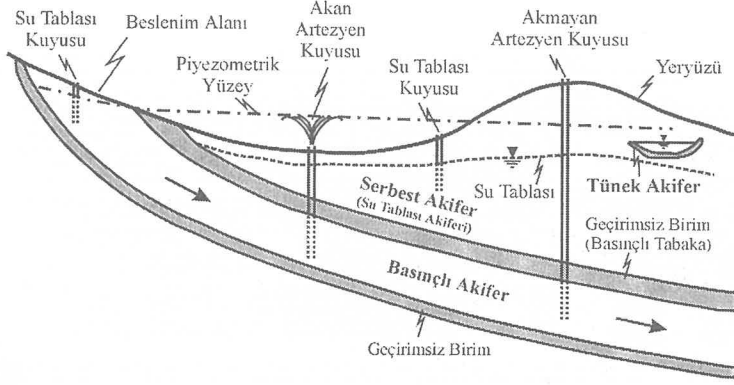 Su Tablası
Kuyusu
Beslenim Alanı
Akan
Artezyen
Kuyusu
Akmayan
Artezyen Kuyusu
Piyezometrik
Yüzey
Su Tablası
Kuyusu
Yeryüzü
Serbest Akifer
(Su Tablası Akiferi)
Su Tablası
Tünek Akifer
Geçirimsiz Birim
(Basınçlı Tabaka)
Basınçlı Akifer
Geçirimsiz Birim